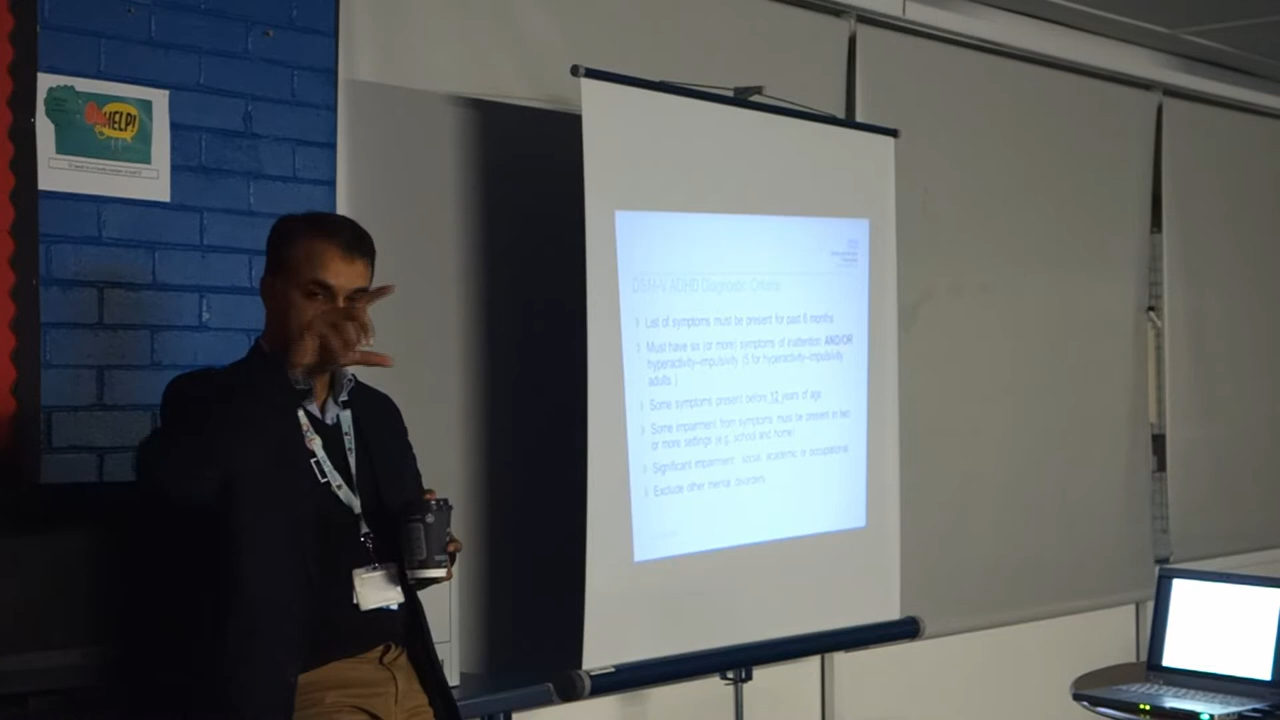 HELP!
DSM-V ADHD Diagnostic Criteria
List of symptoms must be present for past 6 months
Must have six (or more) symptoms of inattention AND/OR
hyperactivity–impulsivity (5 for hyperactivity–impulsivity
adults )
Some symptoms present before 12 years of age
Some impairment from symptoms must be present in two
or more settings (e.g. school and home)
Significant impairment : social, academic, or occupational
Exclude other mental disorders